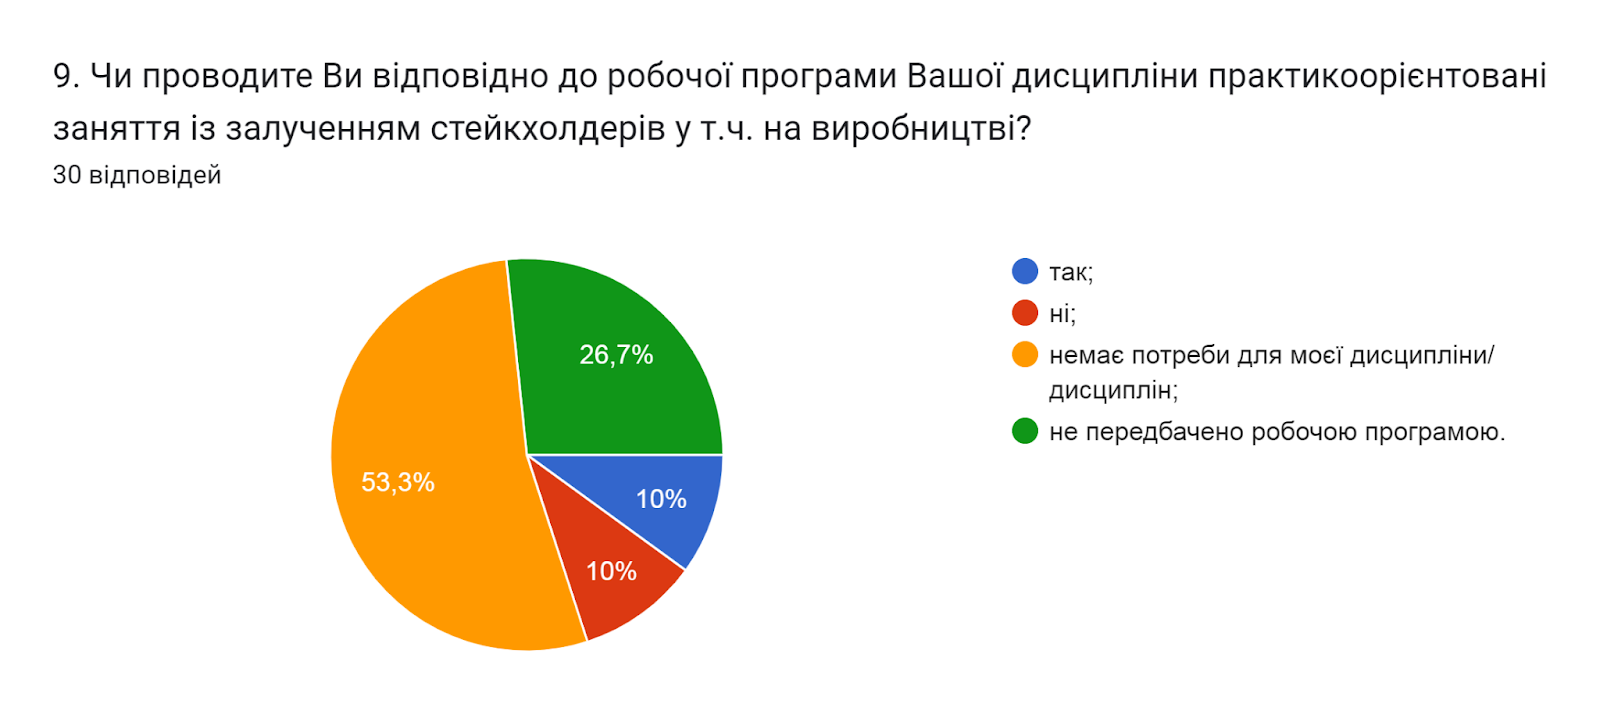 9. Чи проводите Ви відповідно до робочої програми Вашої дисципліни практикоорієнтовані
заняття із залученням стейкхолдерів у т.ч. на виробництві?
30 відповідей
так;
ні;
немає потреби для моєї дисципліни/
дисциплін;
не передбачено робочою програмою.
26,7%
53,3%
10%
10%